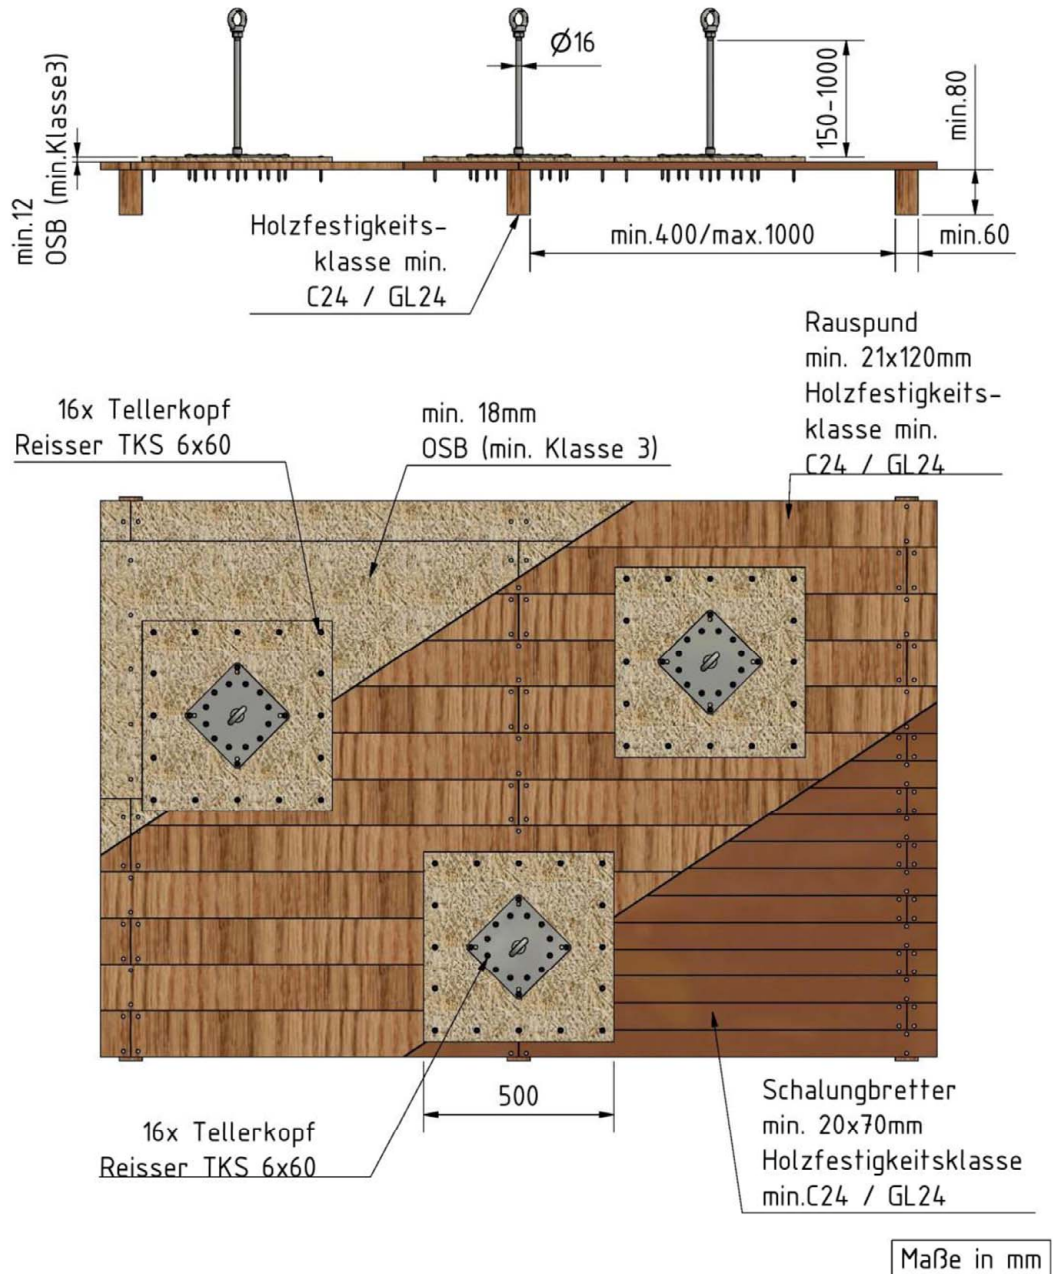 Ø16
150-1000
min.80
min.12
OSB (min.Klasse3)
Holzfestigkeits-
klasse min.
C24 / GL24
min.400/max.1000
min.60
Rauspund
min. 21x120mm
Holzfestigkeits-
klasse min.
C24 / GL24
16x Tellerkopf
Reisser TKS 6x60
min. 18mm
OSB (min. Klasse 3)
500
16x Tellerkopf
Reisser TKS 6x60
Schalungbretter
min. 20x70mm
Holzfestigkeitsklasse
min.C24 / GL24
Maße in mm